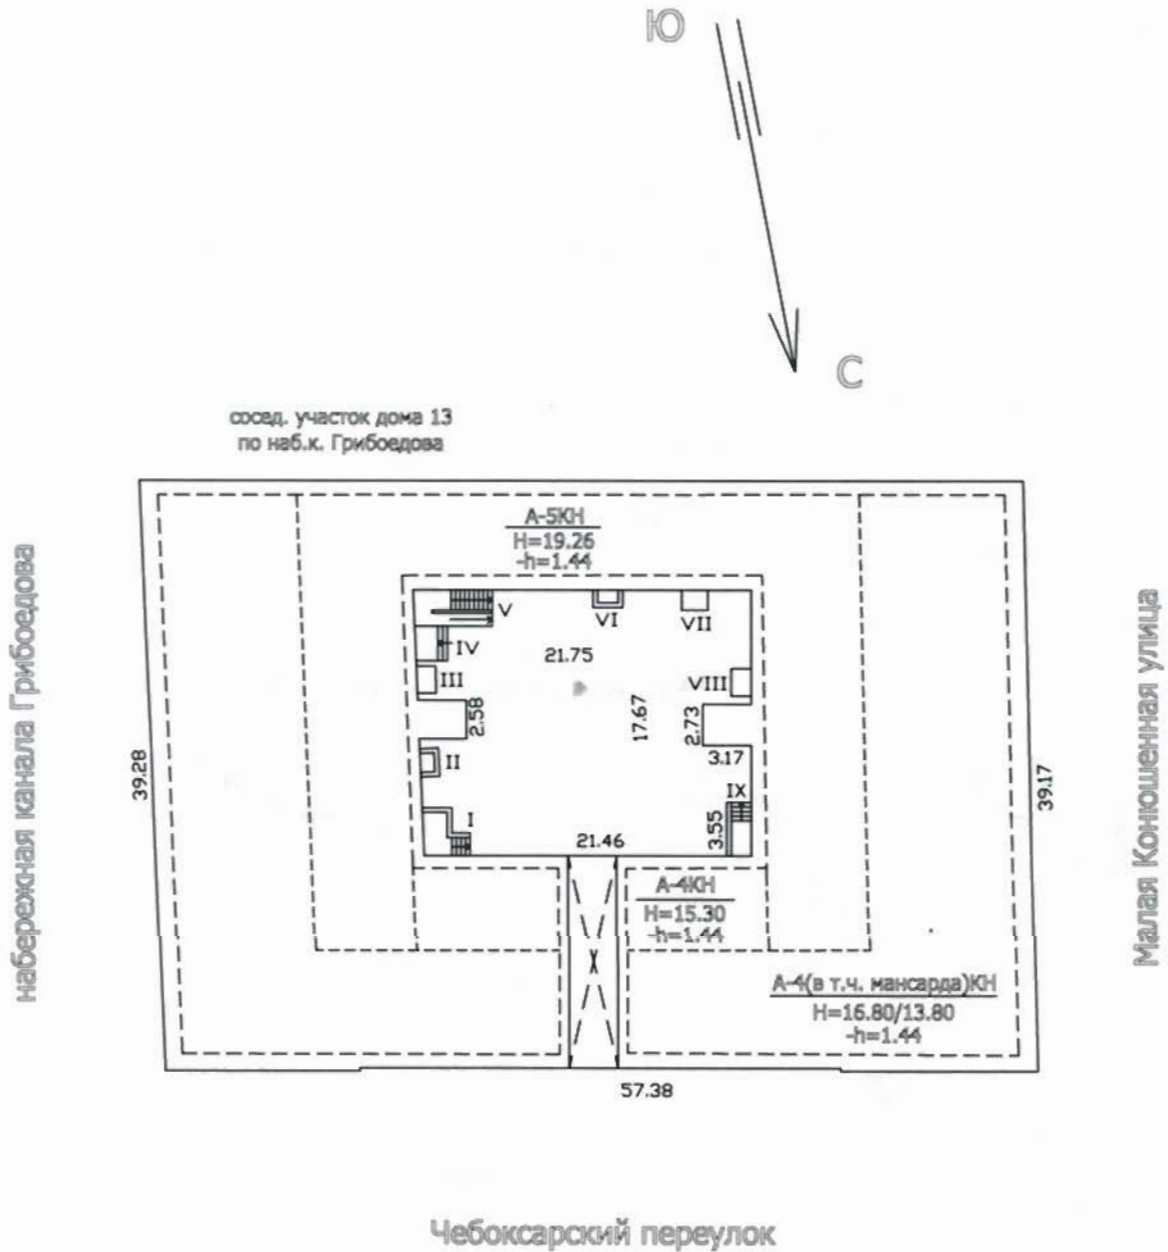 Ю
С
сосед. участок дома 13
по наб.к. Грибоедова
А-5КН
Н=19.26
-h=1.44
набережная канала Грибоедова
Малая Конюшенная улица
V
VI
VII
IV
21.75
III
VIII
2.58
17.67
2.73
3.17
II
39.28
39.17
IX
I
21.46
3.55
А-4КН
Н=15.30
-h=1.44
А-4(в т.ч. мансарда)КН
Н=16.80/13.80
-h=1.44
57.38
Чебоксарский переулок